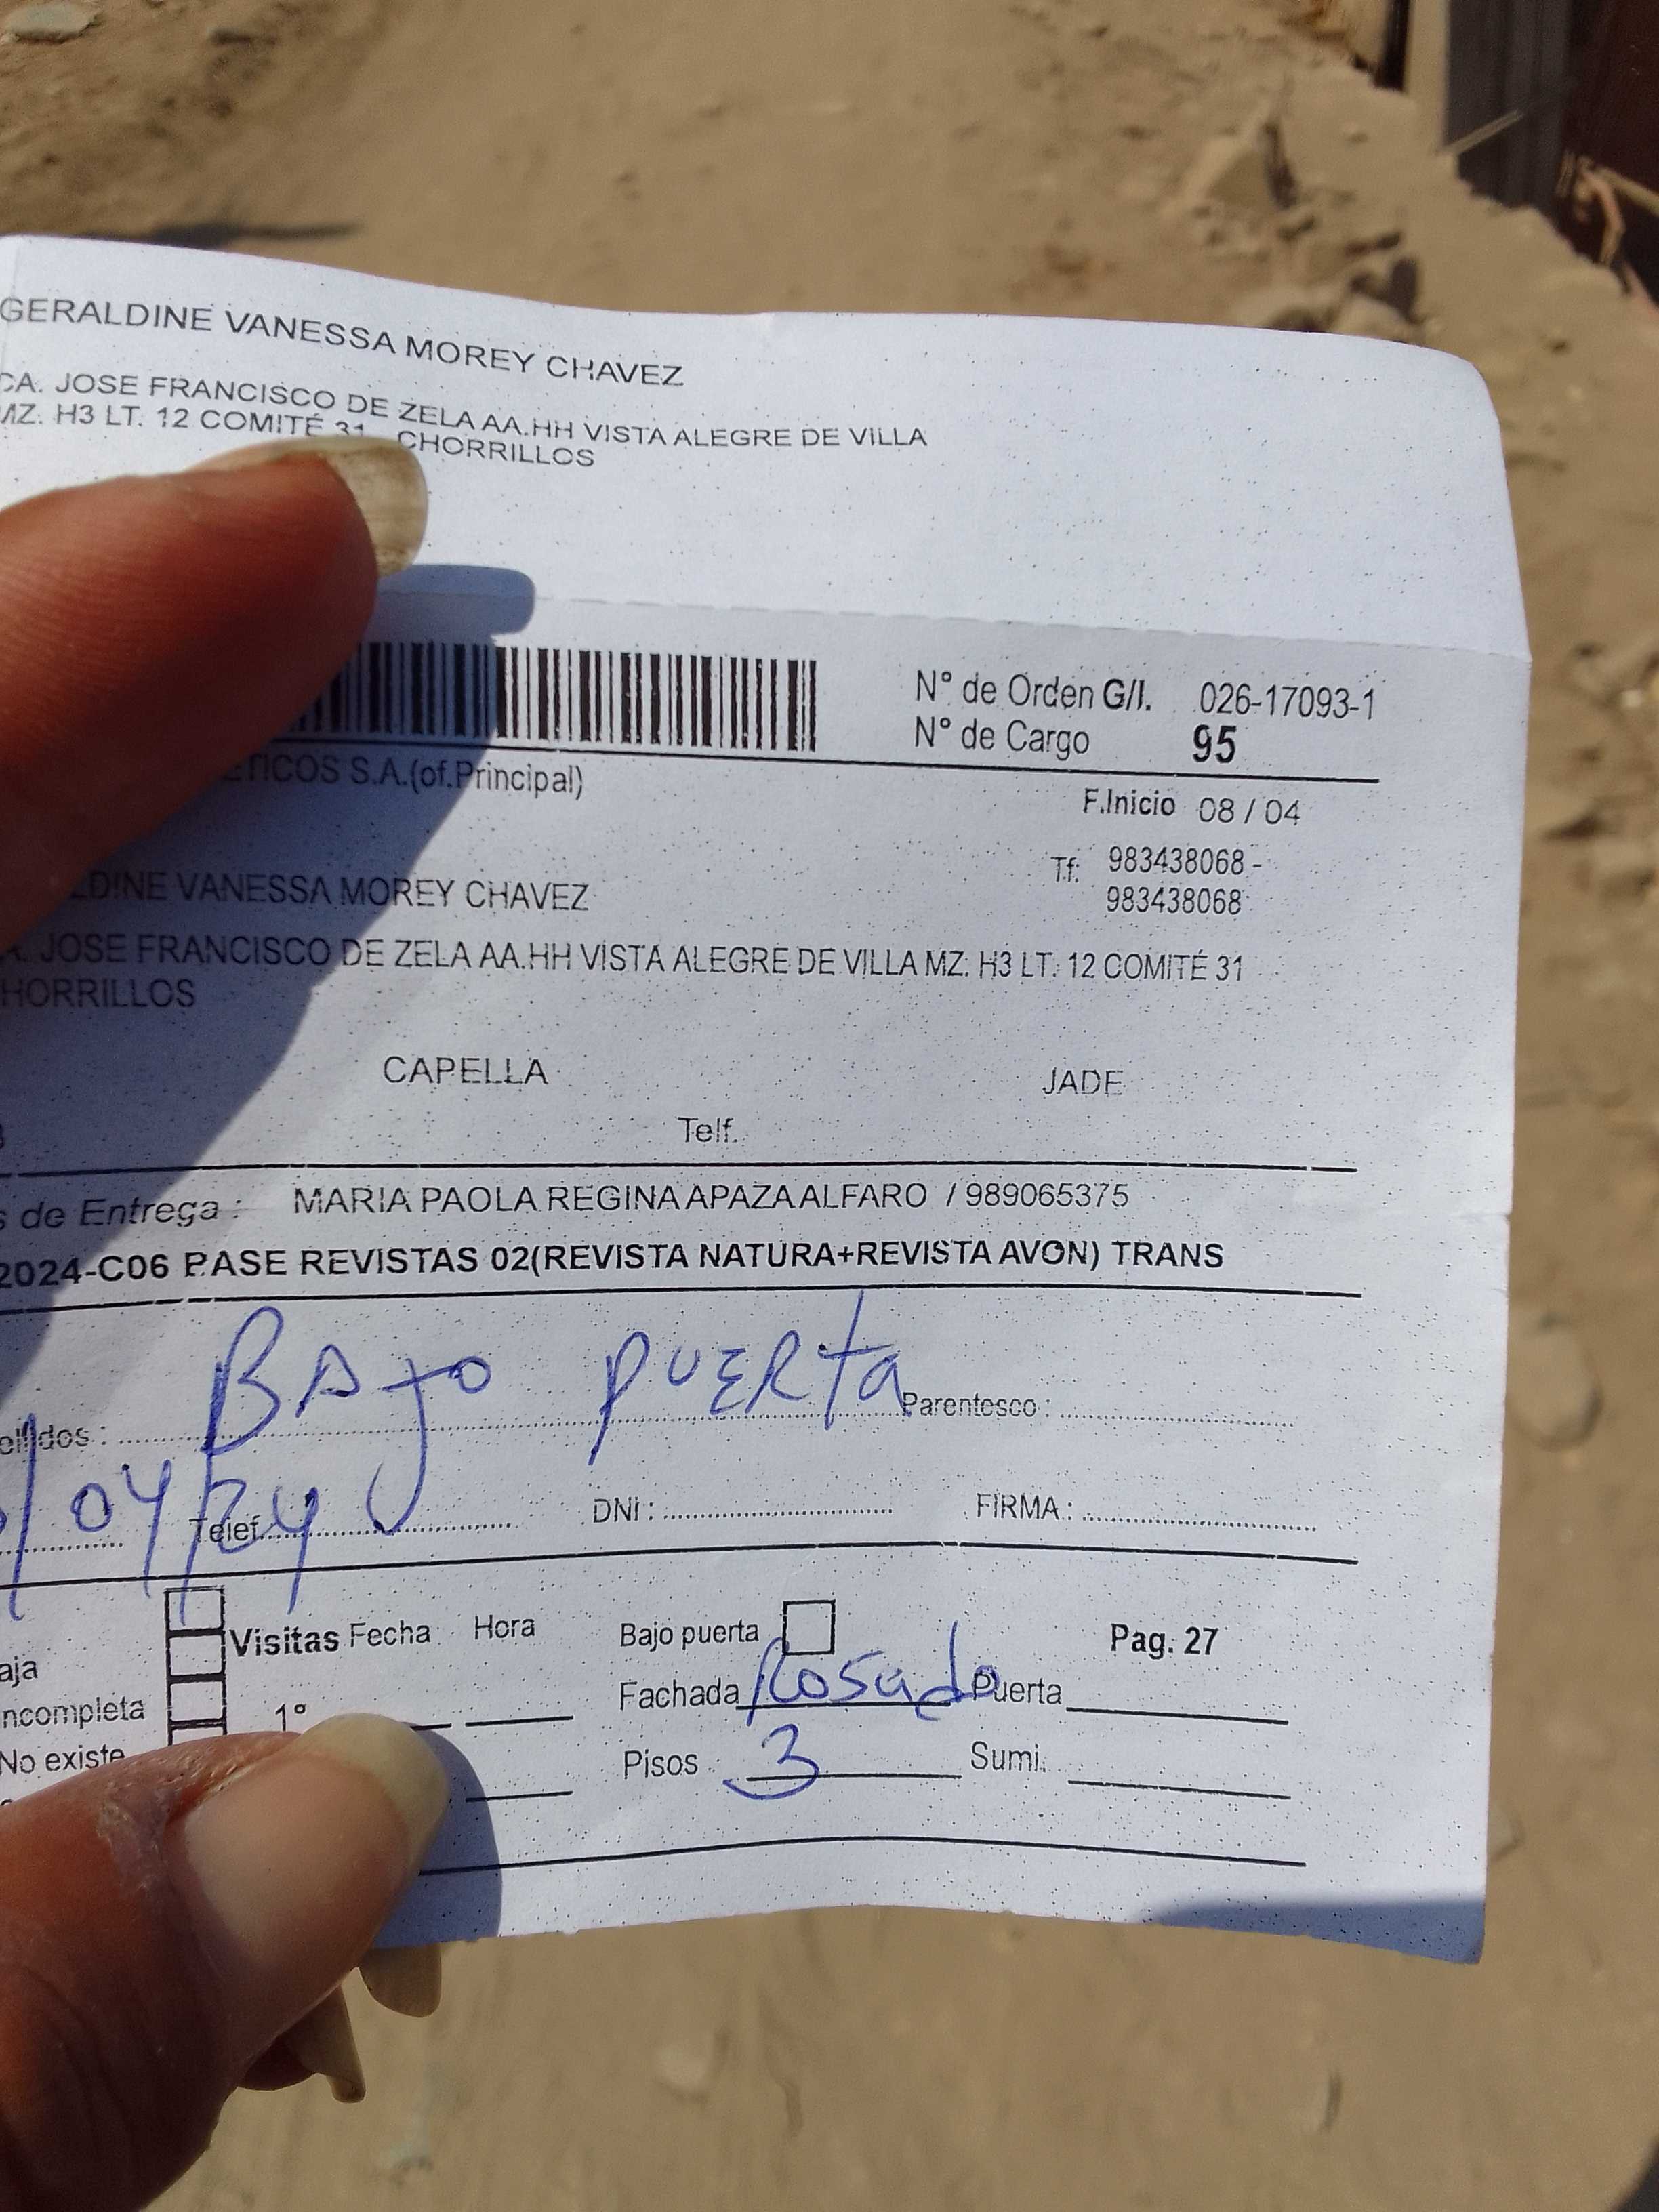 GERALDINE VANESSA MOREY CHAVEZ
CA. JOSE FRANCISCO DE ZELA AA.HH VISTA ALEGRE DE VILLA
MZ. H3 LT. 12 COMITÉ 31 CHORRILLOS
N° de Orden G/I. 026-17093-1
N° de Cargo 95
ETICOS S.A.(of.Principal)
F.Inicio 08 / 04
Tf: 983438068 -
983438068
LDINE VANESSA MOREY CHAVEZ
A. JOSE FRANCISCO DE ZELA AA.HH VISTA ALEGRE DE VILLA MZ. H3 LT. 12 COMITÉ 31
HORRILLOS
CAPELLA JADE
Telf.
s de Entrega : MARIA PAOLA REGINA APAZA ALFARO / 989065375
2024-C06 PASE REVISTAS 02(REVISTA NATURA+REVISTA AVON) TRANS
BAJO PUERTA
ellidos : Parentesco :
/04/24
Telef. DNI : FIRMA :
Visitas Fecha Hora Bajo puerta Pag. 27
aja
Fachada Rosado Puerta
ncompleta 1°
No existe Pisos 3 Sumi.